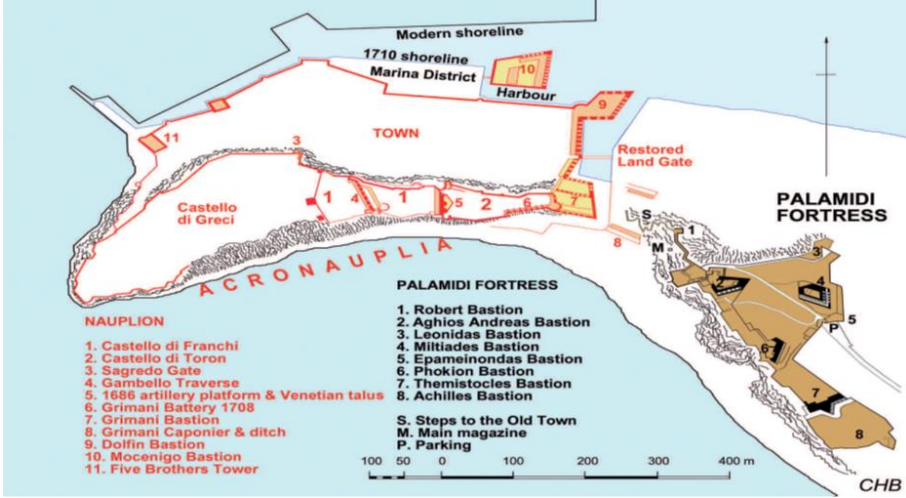 Modern shoreline
1710 shoreline
Marina District
10
Harbour
9
11
TOWN
3
Restored
Land Gate
Castello
di Greci
1
4
1
5
2
6
7
8
ACRONAUPLIA
PALAMIDI
FORTRESS
S
1
M
3
2
4
5
P
6
7
8
NAUPLION
1. Castello di Franchi
2. Castello di Toron
3. Sagredo Gate
4. Gambello Traverse
5. 1686 artillery platform & Venetian talus
6. Grimani Battery 1708
7. Grimani Bastion
8. Grimani Caponier & ditch
9. Dolfin Bastion
10. Mocenigo Bastion
11. Five Brothers Tower
PALAMIDI FORTRESS
1. Robert Bastion
2. Aghios Andreas Bastion
3. Leonidas Bastion
4. Miltiades Bastion
5. Epameinondas Bastion
6. Phokion Bastion
7. Themistocles Bastion
8. Achilles Bastion
S. Steps to the Old Town
M. Main magazine
P. Parking
100 50 0 100 200 400 m
CHB